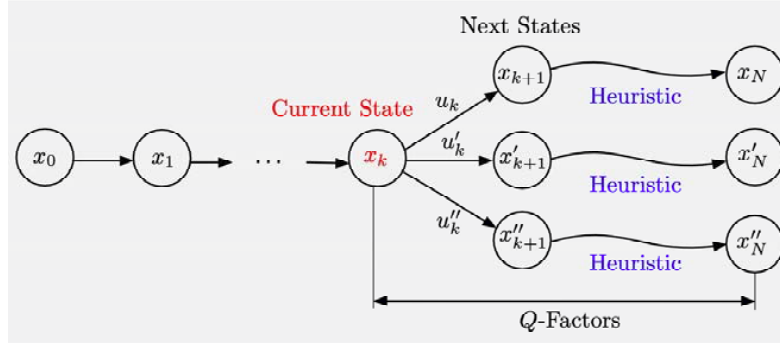 Next States
x_{k+1}
x_N
u_k
Heuristic
Current State
x_0
x_1
...
x_k
u'_k
x'_{k+1}
x'_N
Heuristic
u''_k
x''_{k+1}
x''_N
Heuristic
Q-Factors